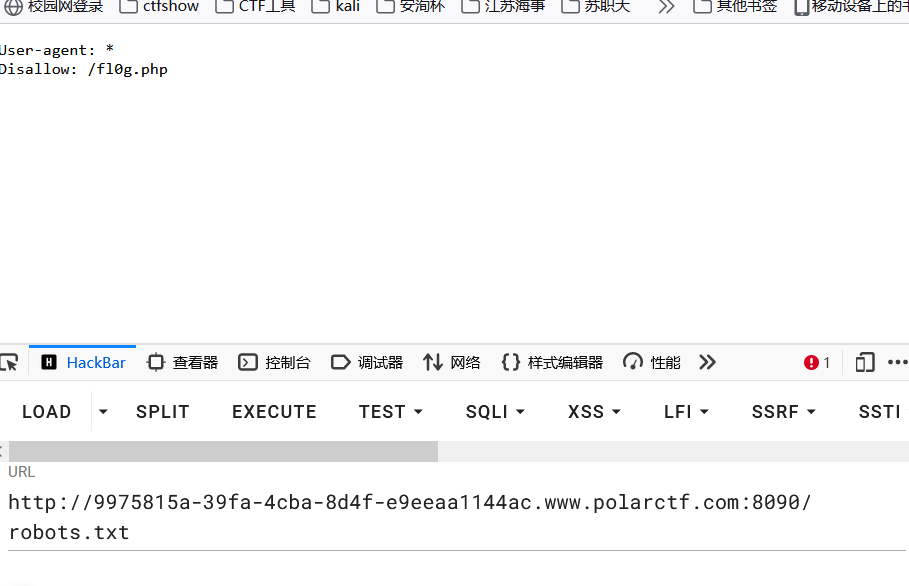 校园网登录 ctfshow CTF工具 kali 安洵杯 江苏海事 苏职大 其他书签 移动设备上的书
User-agent: *
Disallow: /fl0g.php
H HackBar 查看器 控制台 调试器 网络 样式编辑器 性能 1
LOAD SPLIT EXECUTE TEST SQLI XSS LFI SSRF SSTI
URL
http://9975815a-39fa-4cba-8d4f-e9eeaa1144ac.www.polarctf.com:8090/
robots.txt